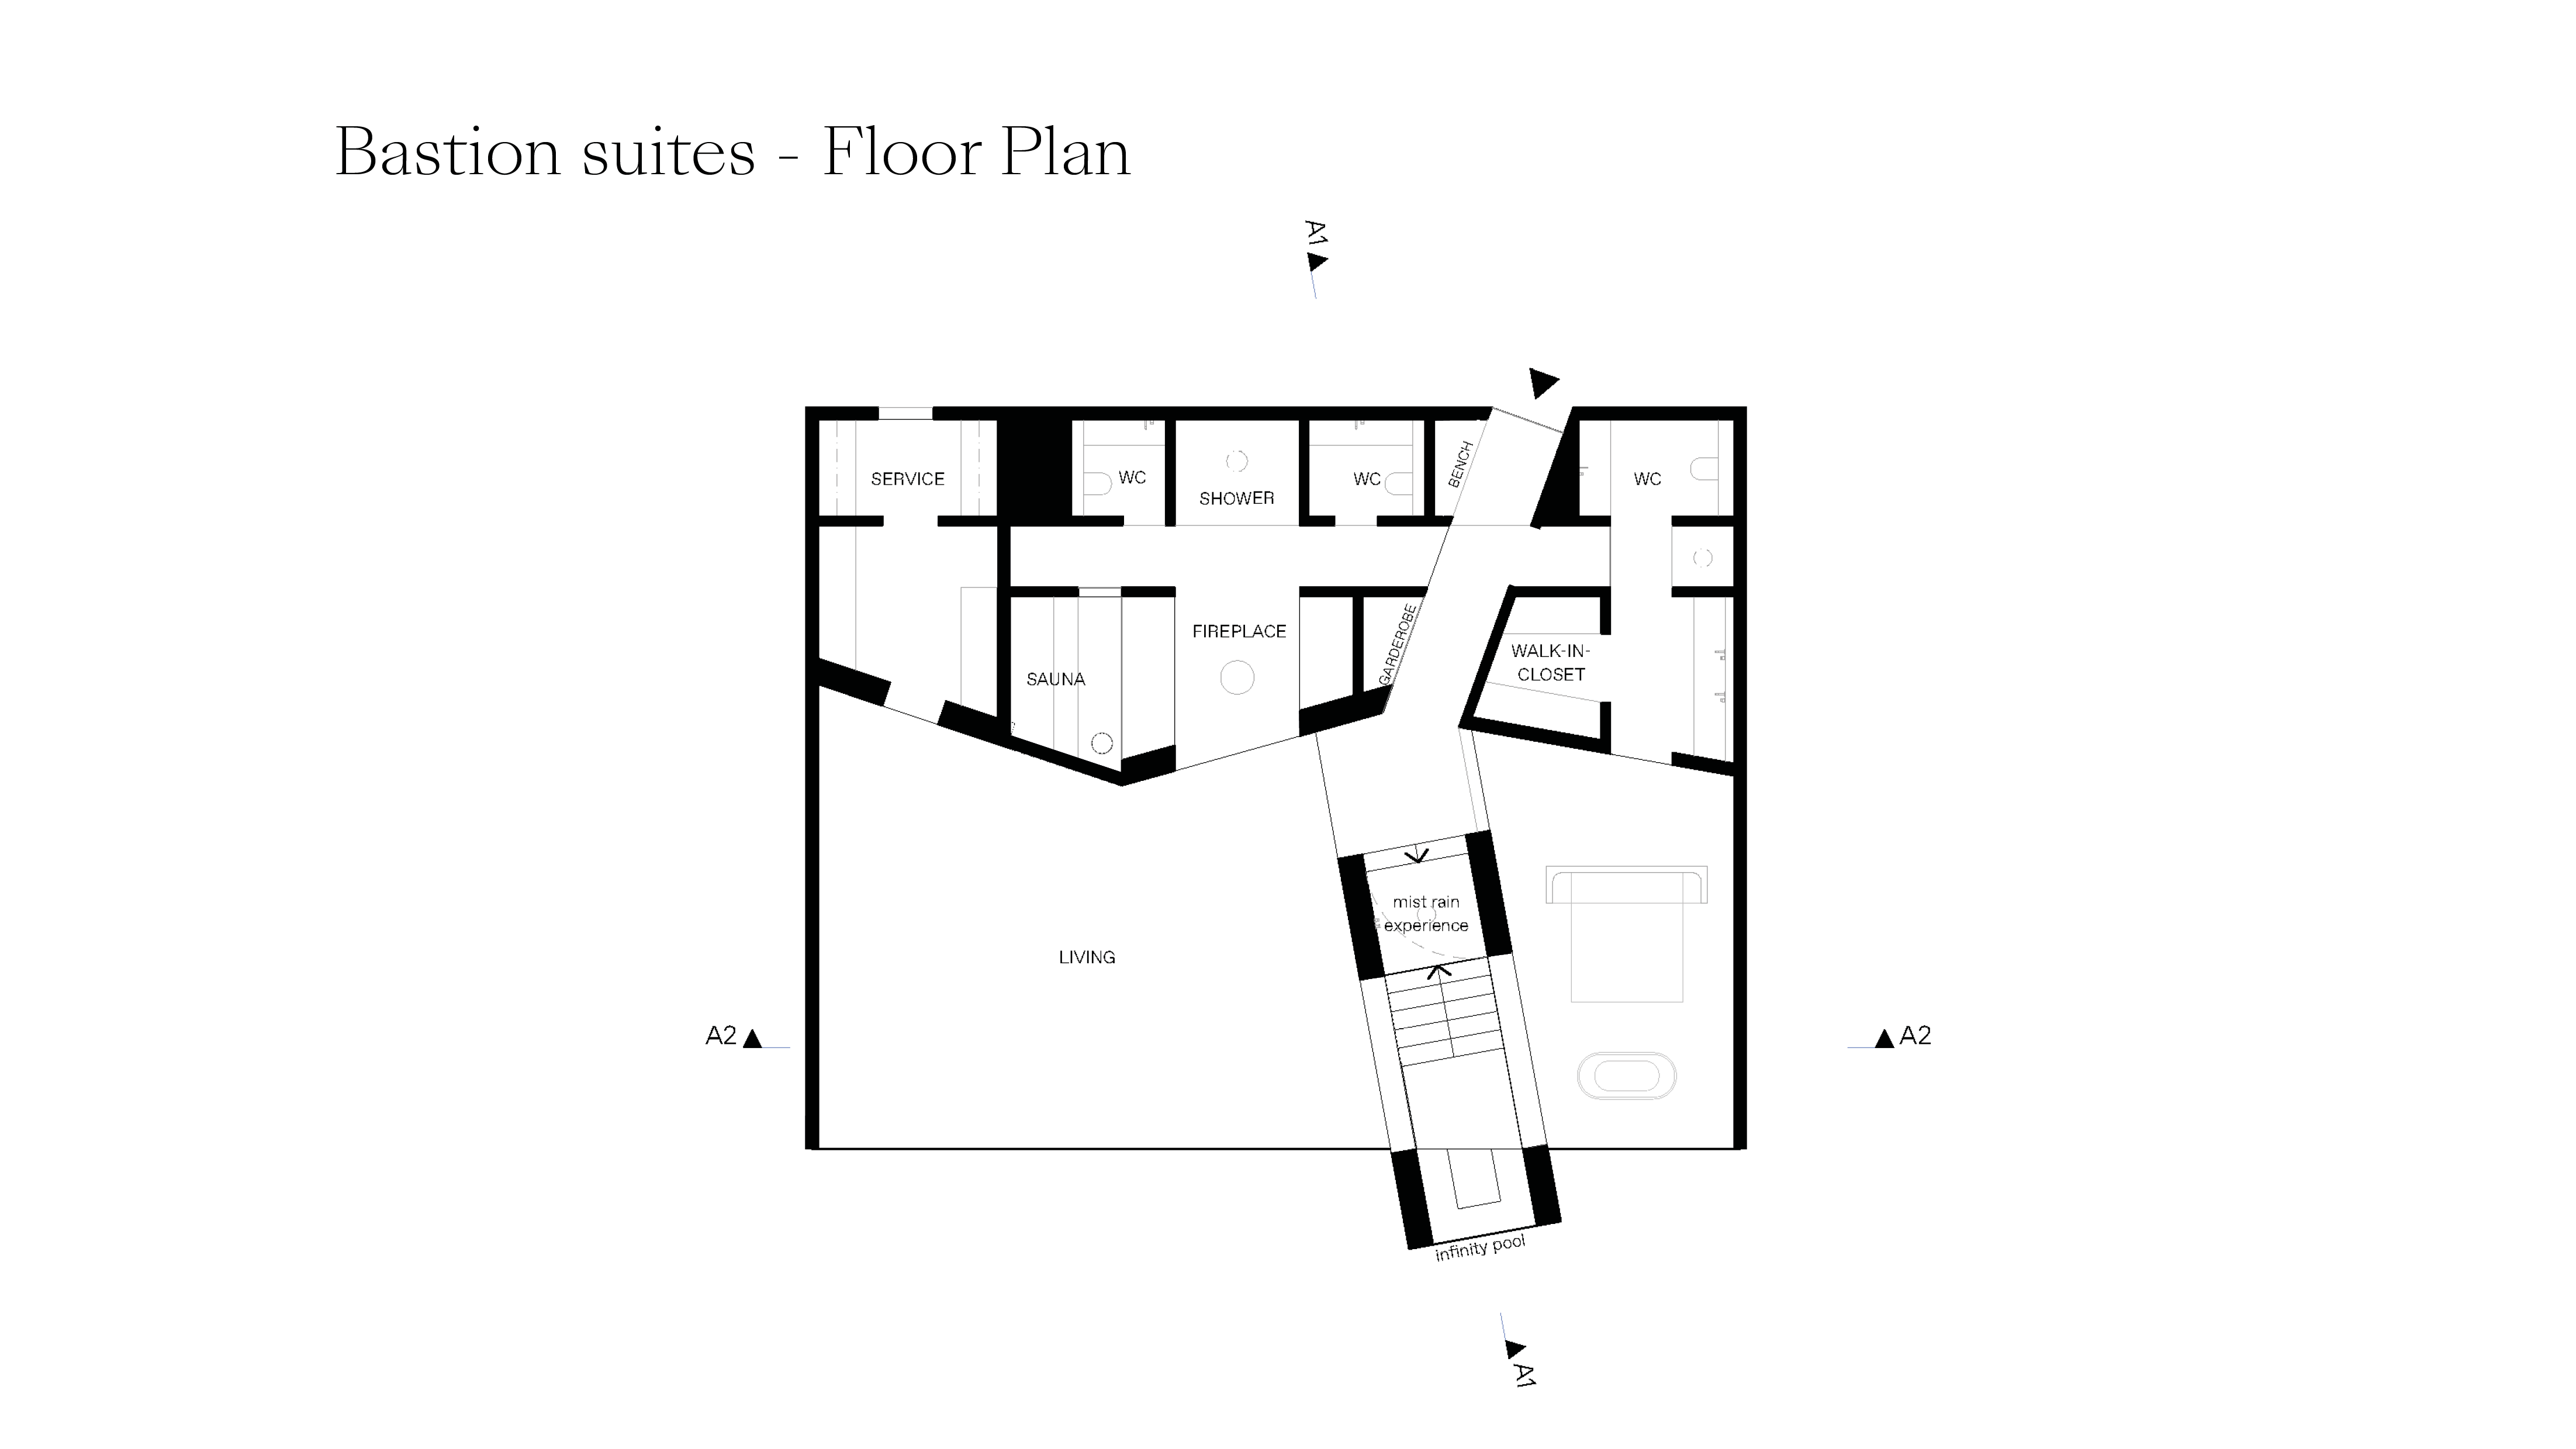 Bastion suites - Floor Plan
A1
SERVICE
WC
SHOWER
WC
BENCH
WC
SAUNA
FIREPLACE
GARDEROBE
WALK-IN-
CLOSET
mist rain
experience
LIVING
A2
A2
infinity pool
A1